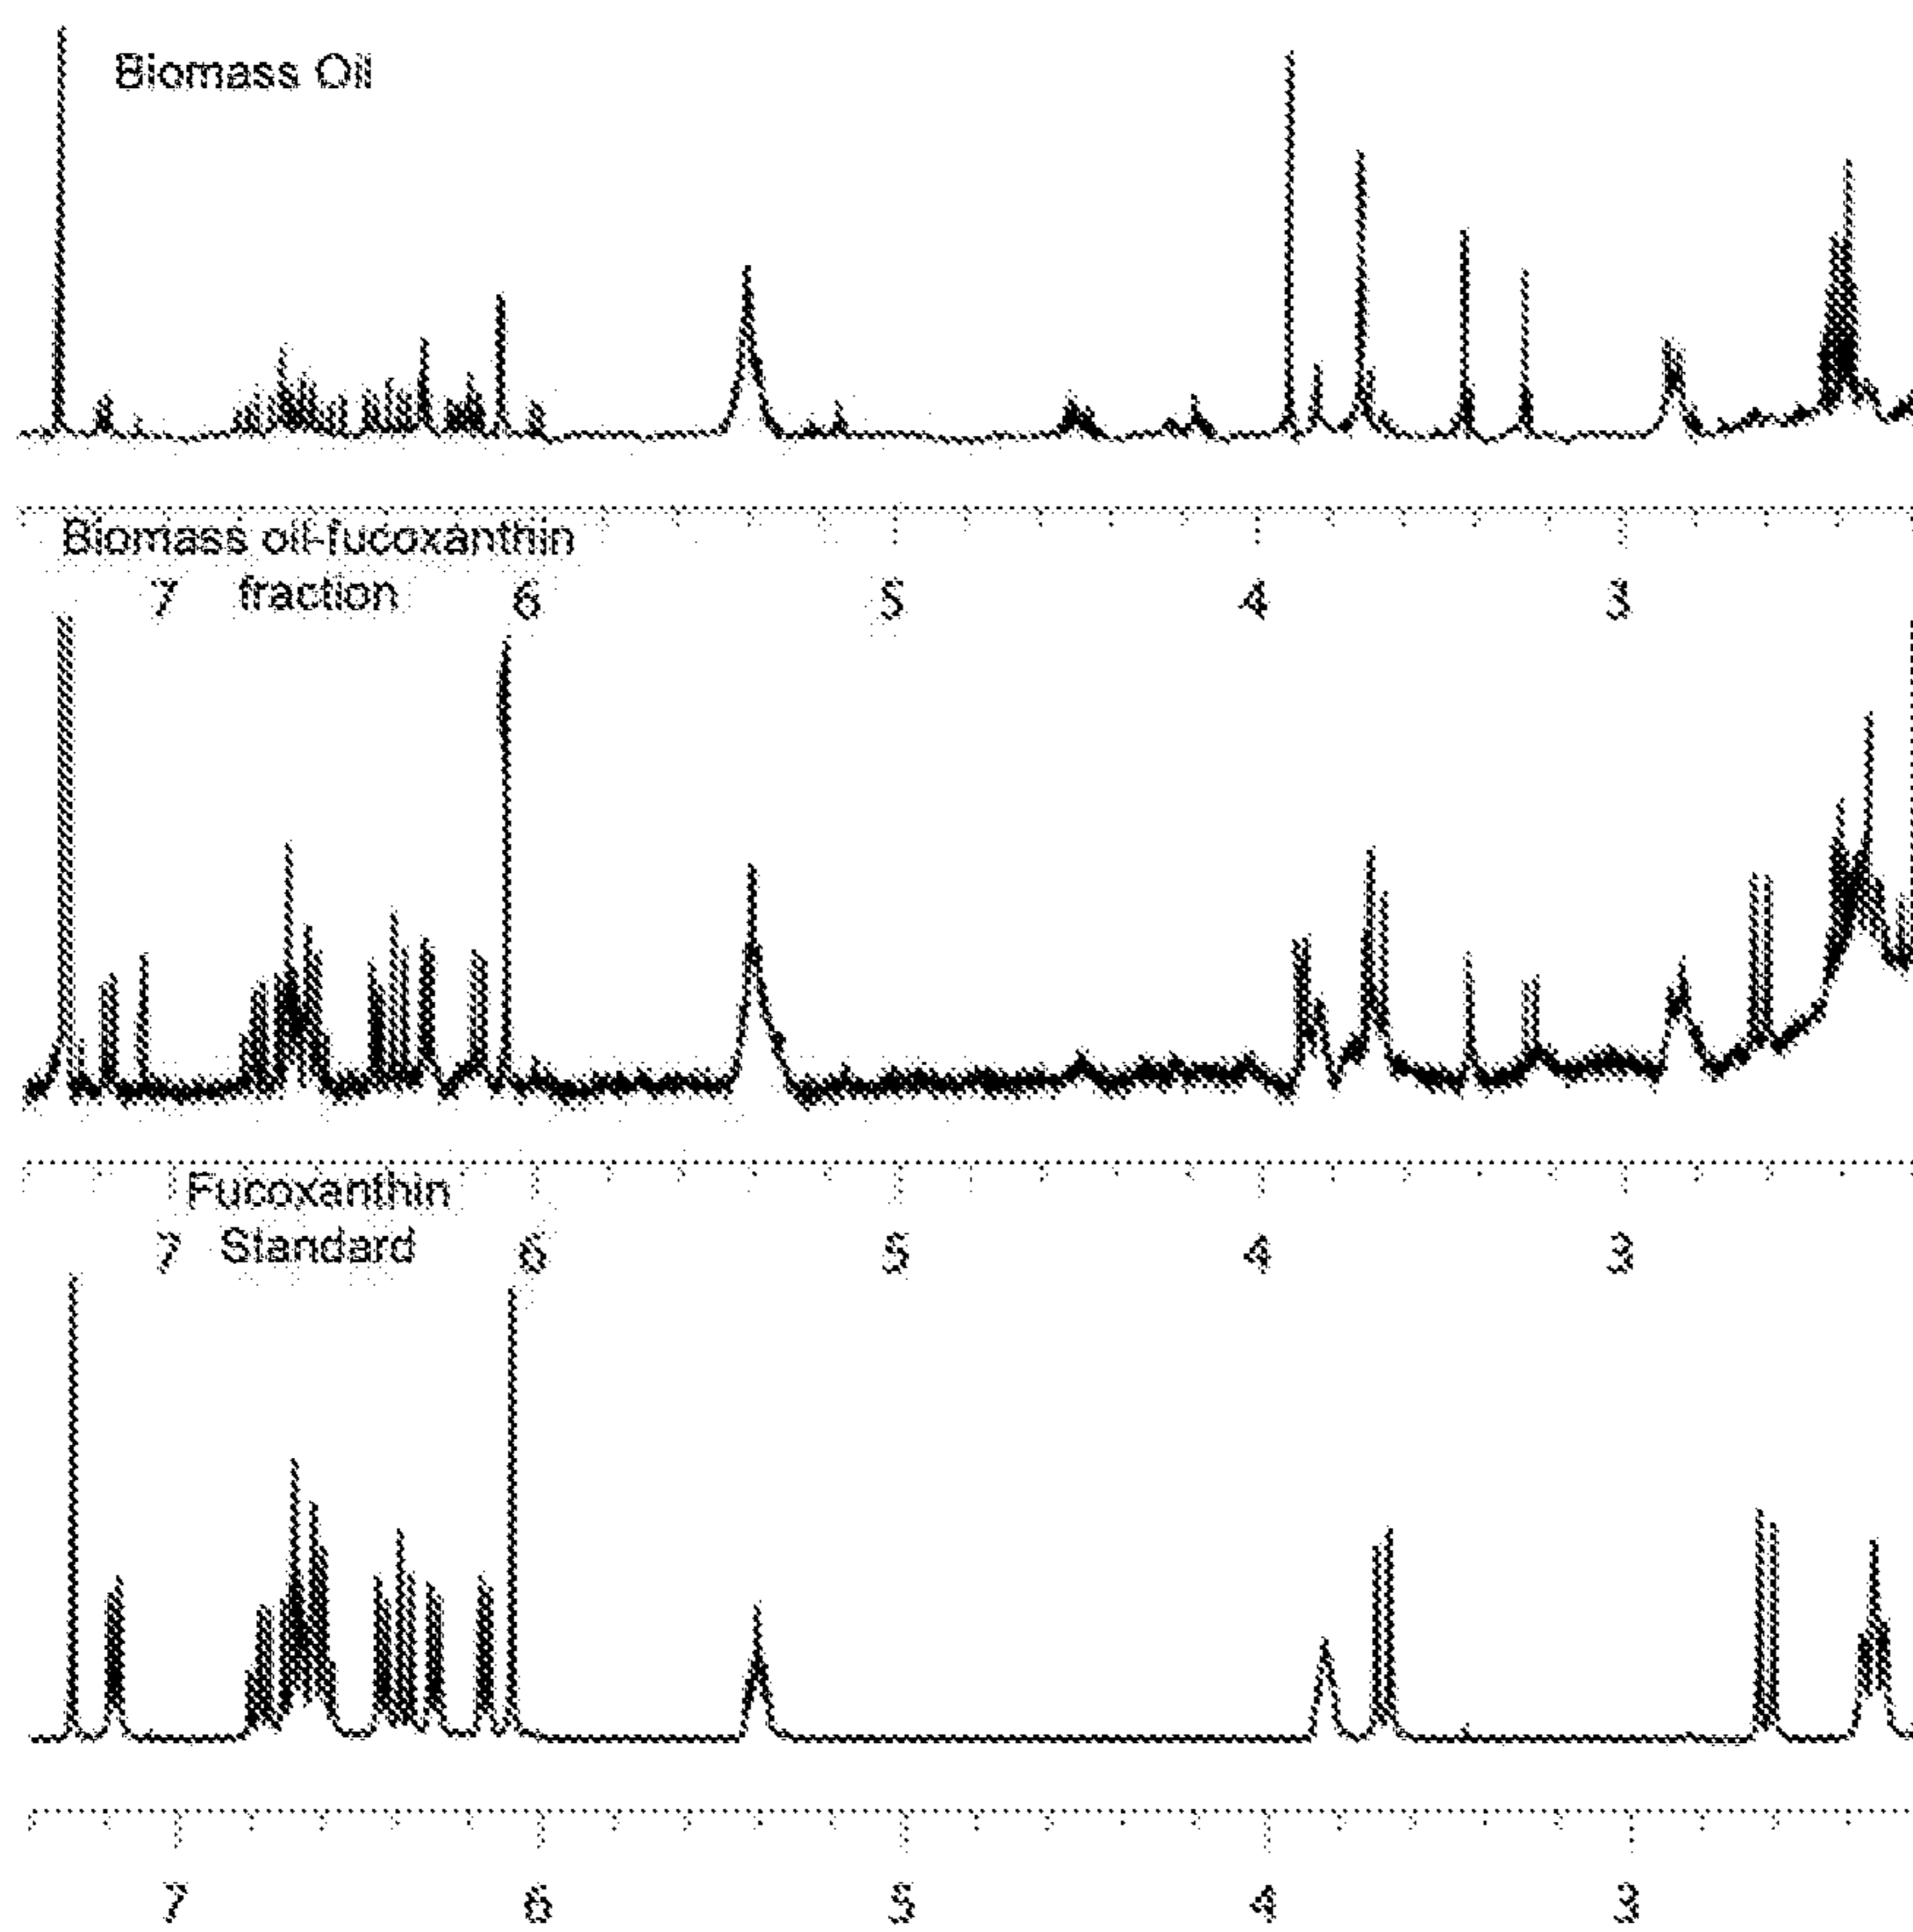 Biomass Oil
Biomass oil-fucoxanthin
7 fraction 6 5 4 3
Fucoxanthin
7 Standard 6 5 4 3
7 6 5 4 3